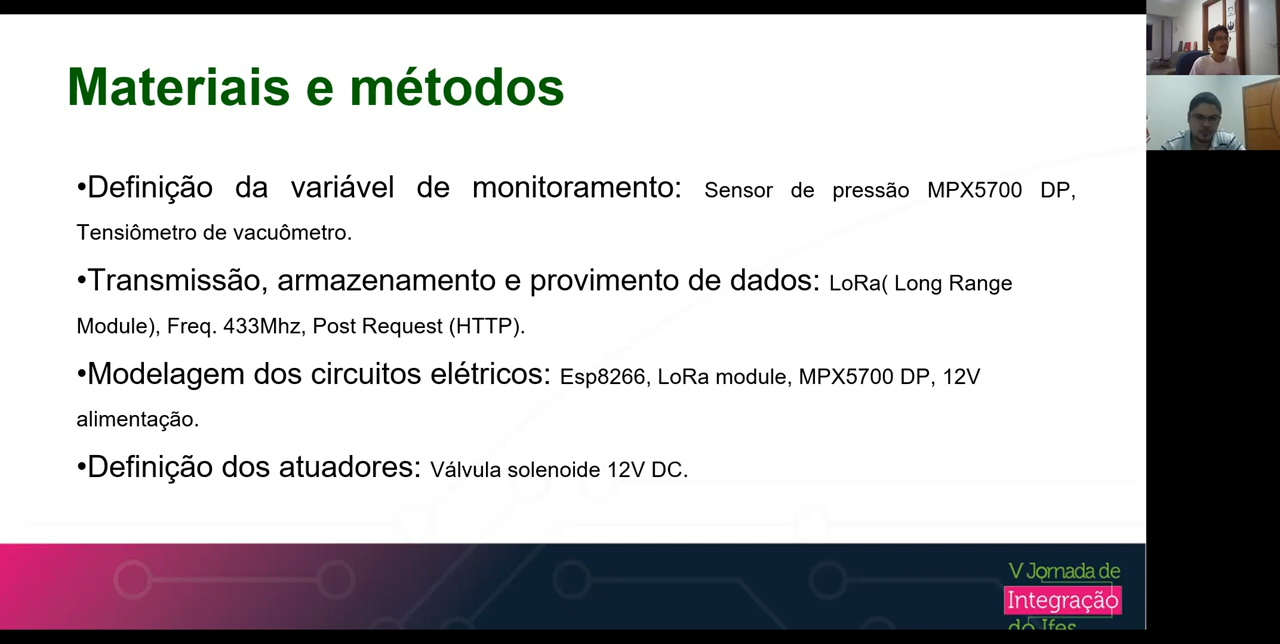 Materiais e métodos
•Definição da variável de monitoramento: Sensor de pressão MPX5700 DP,
Tensiômetro de vacuômetro.
•Transmissão, armazenamento e provimento de dados: LoRa( Long Range
Module), Freq. 433Mhz, Post Request (HTTP).
•Modelagem dos circuitos elétricos: Esp8266, LoRa module, MPX5700 DP, 12V
alimentação.
•Definição dos atuadores: Válvula solenoide 12V DC.
V Jornada de
Integração
do Ifes